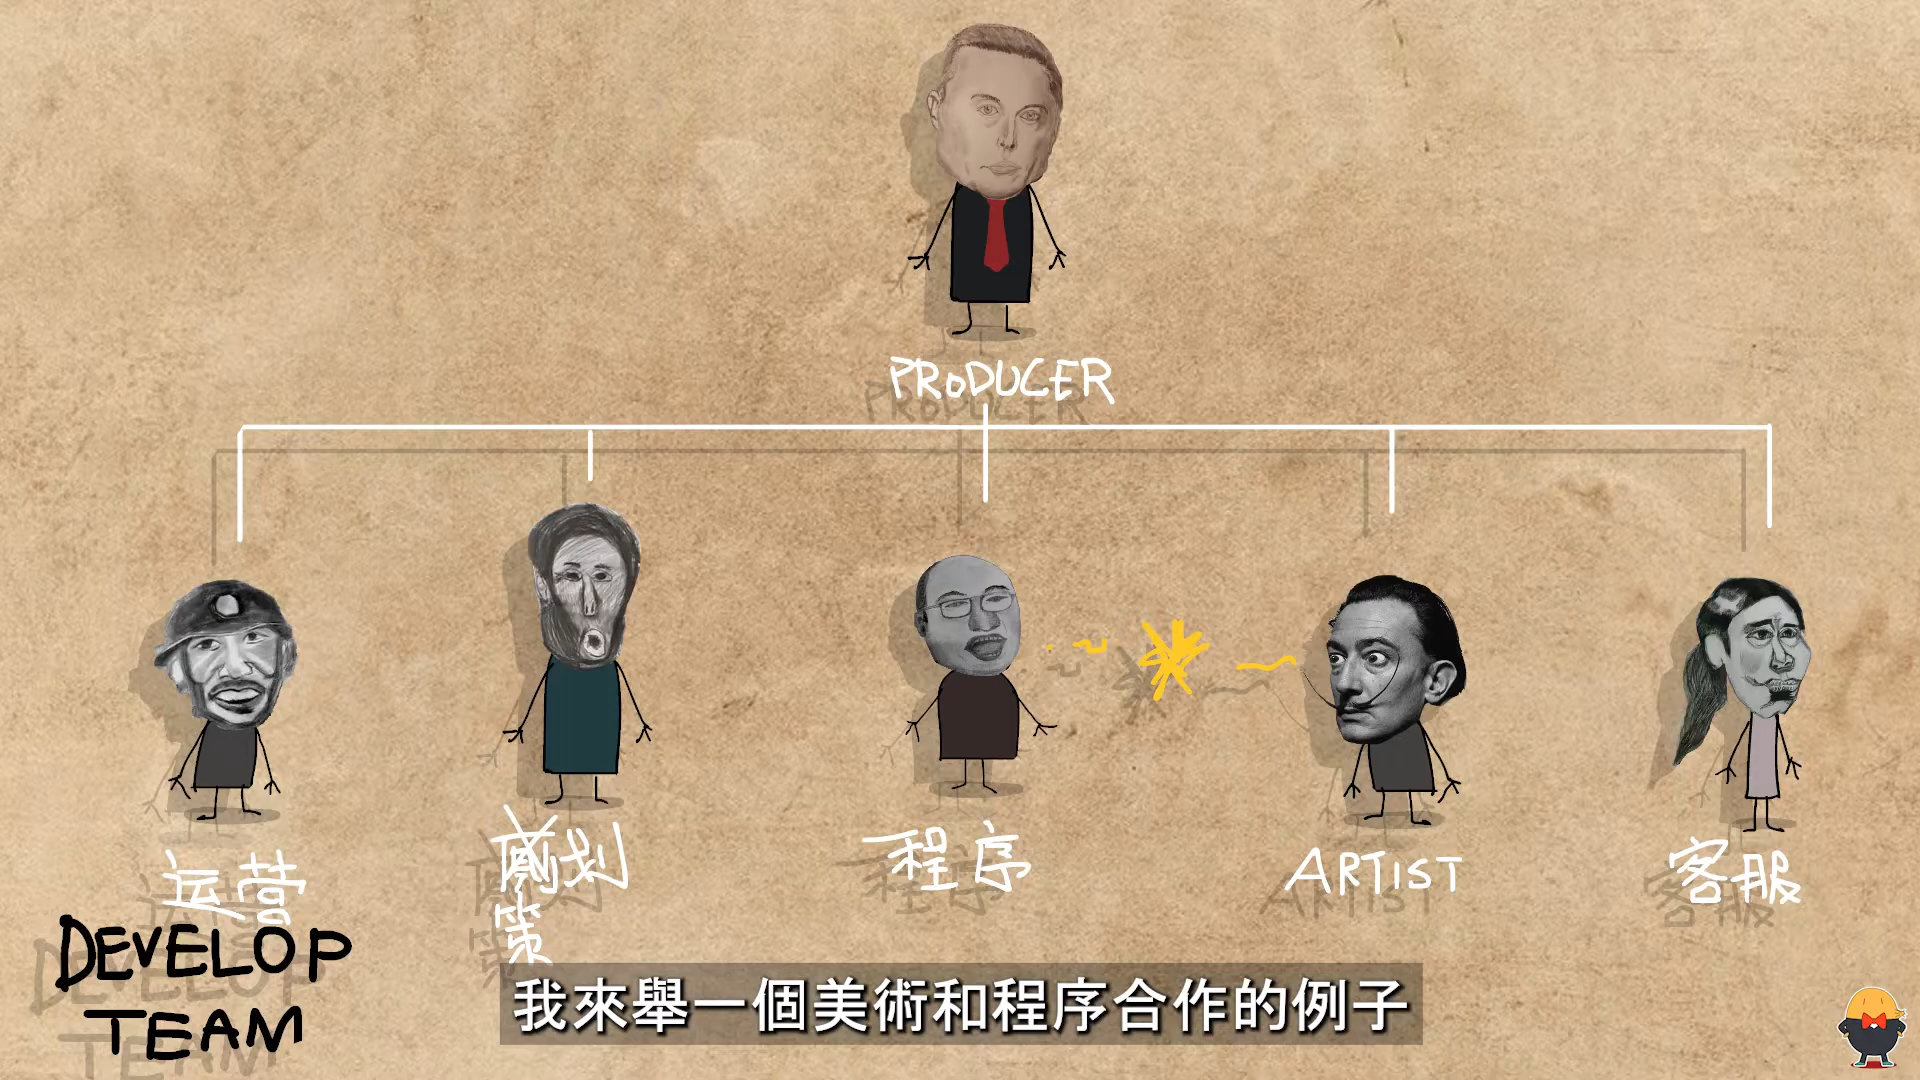 PRODUCER
运营
划
策
程序
ARTIST
客服
DEVELOP
TEAM
我來舉一個美術和程序合作的例子